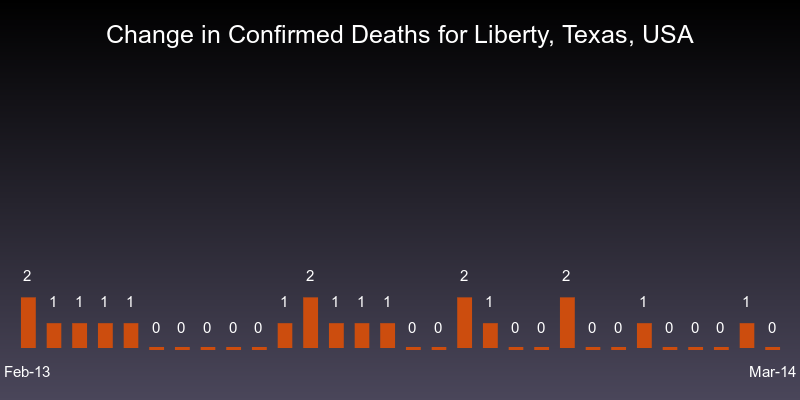 Change in Confirmed Deaths for Liberty, Texas, USA
2 1 1 1 1 0 0 0 0 0 1 2 1 1 1 0 0 2 1 0 0 2 0 0 1 0 0 0 1 0
Feb-13 Mar-14